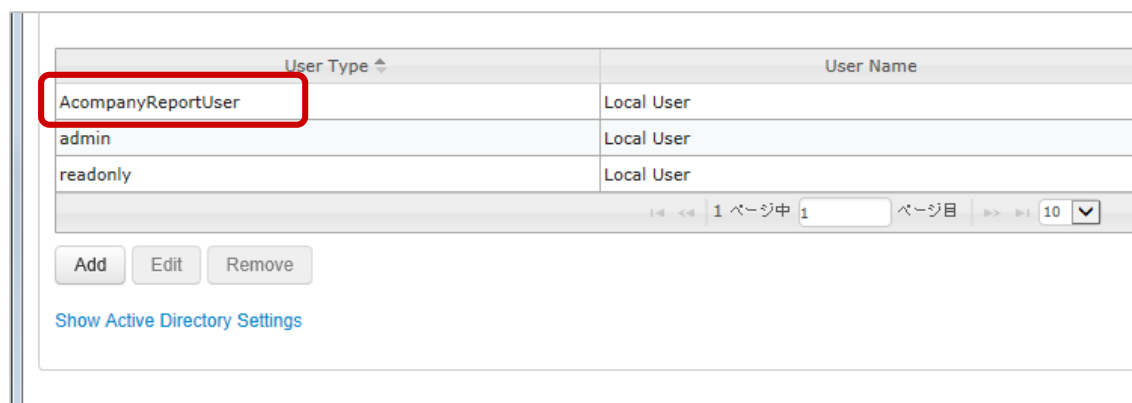 User Type User Name
AcompanyReportUser Local User
admin Local User
readonly Local User
1 ページ中 1 ページ目 10
Add Edit Remove
Show Active Directory Settings